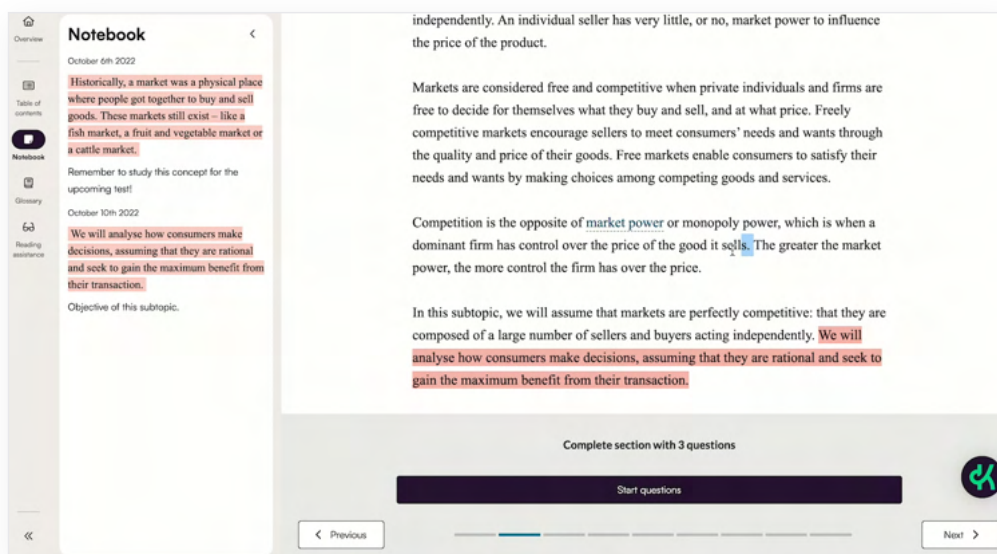 Overview
Table of
contents
Notebook
Glossary
Reading
assistance
Notebook
October 6th 2022
Historically, a market was a physical place
where people got together to buy and sell
goods. These markets still exist – like a
fish market, a fruit and vegetable market or
a cattle market.
Remember to study this concept for the
upcoming test!
October 10th 2022
We will analyse how consumers make
decisions, assuming that they are rational
and seek to gain the maximum benefit from
their transaction.
Objective of this subtopic.
independently. An individual seller has very little, or no, market power to influence
the price of the product.
Markets are considered free and competitive when private individuals and firms are
free to decide for themselves what they buy and sell, and at what price. Freely
competitive markets encourage sellers to meet consumers’ needs and wants through
the quality and price of their goods. Free markets enable consumers to satisfy their
needs and wants by making choices among competing goods and services.
Competition is the opposite of market power or monopoly power, which is when a
dominant firm has control over the price of the good it sells. The greater the market
power, the more control the firm has over the price.
In this subtopic, we will assume that markets are perfectly competitive: that they are
composed of a large number of sellers and buyers acting independently. We will
analyse how consumers make decisions, assuming that they are rational and seek to
gain the maximum benefit from their transaction.
Complete section with 3 questions
Start questions
Previous
Next